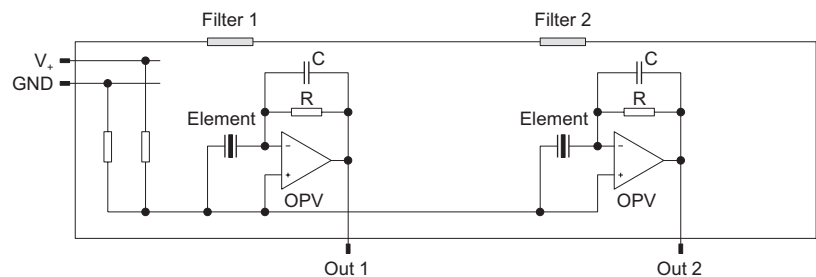 Filter 1
Filter 2
V+
GND
C
R
Element
−
+
OPV
C
R
Element
−
+
OPV
Out 1
Out 2